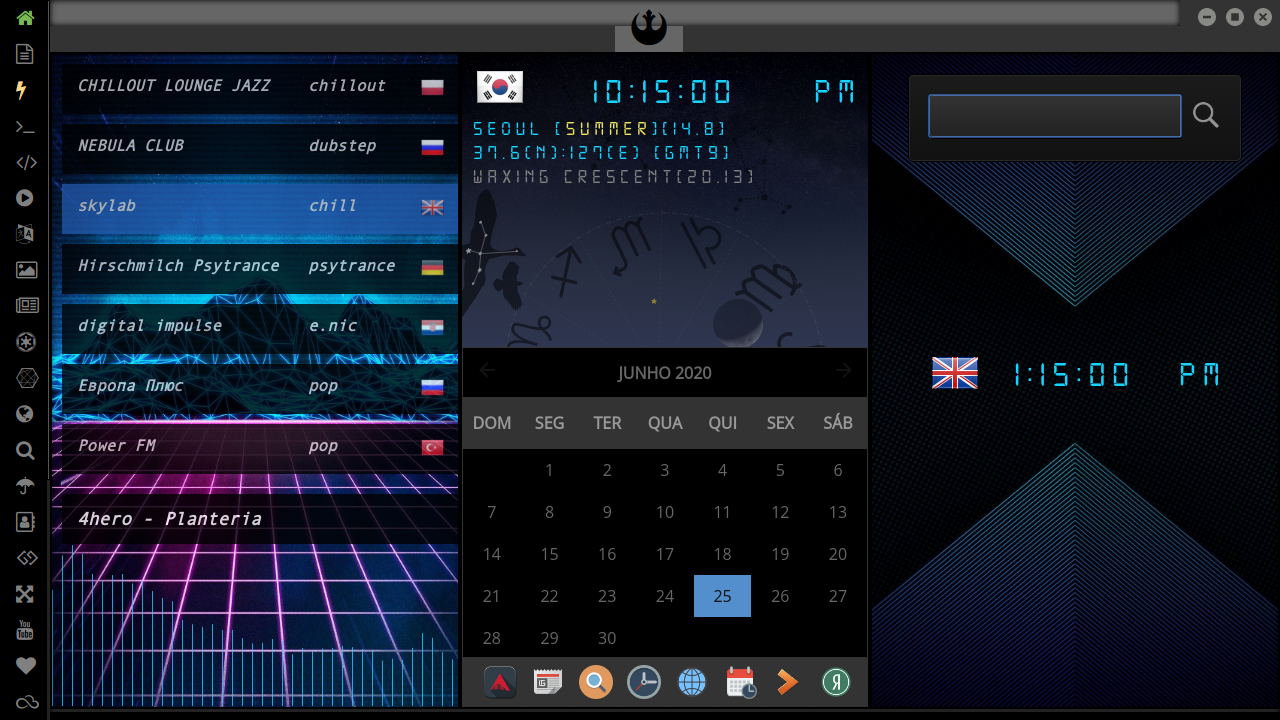 CHILLOUT LOUNGE JAZZ chillout
NEBULA CLUB dubstep
skylab chill
Hirschmilch Psytrance psytrance
digital impulse e.nic
Европа Плюс pop
Power FM pop
4hero - Planteria
You
Tube
10:15:00 PM
SEOUL [SUMMER][14.8]
37.6(N):127(E) [GMT9]
WAXING CRESCENT[20.13]
JUNHO 2020
DOM SEG TER QUA QUI SEX SÁB
1 2 3 4 5 6
7 8 9 10 11 12 13
14 15 16 17 18 19 20
21 22 23 24 25 26 27
28 29 30
Я
1:15:00 PM